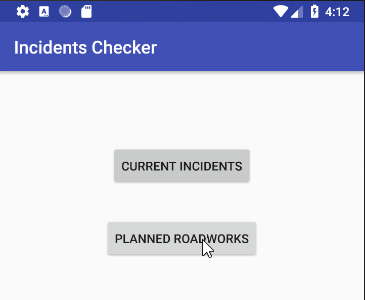 4:12
Incidents Checker
CURRENT INCIDENTS
PLANNED ROADWORKS